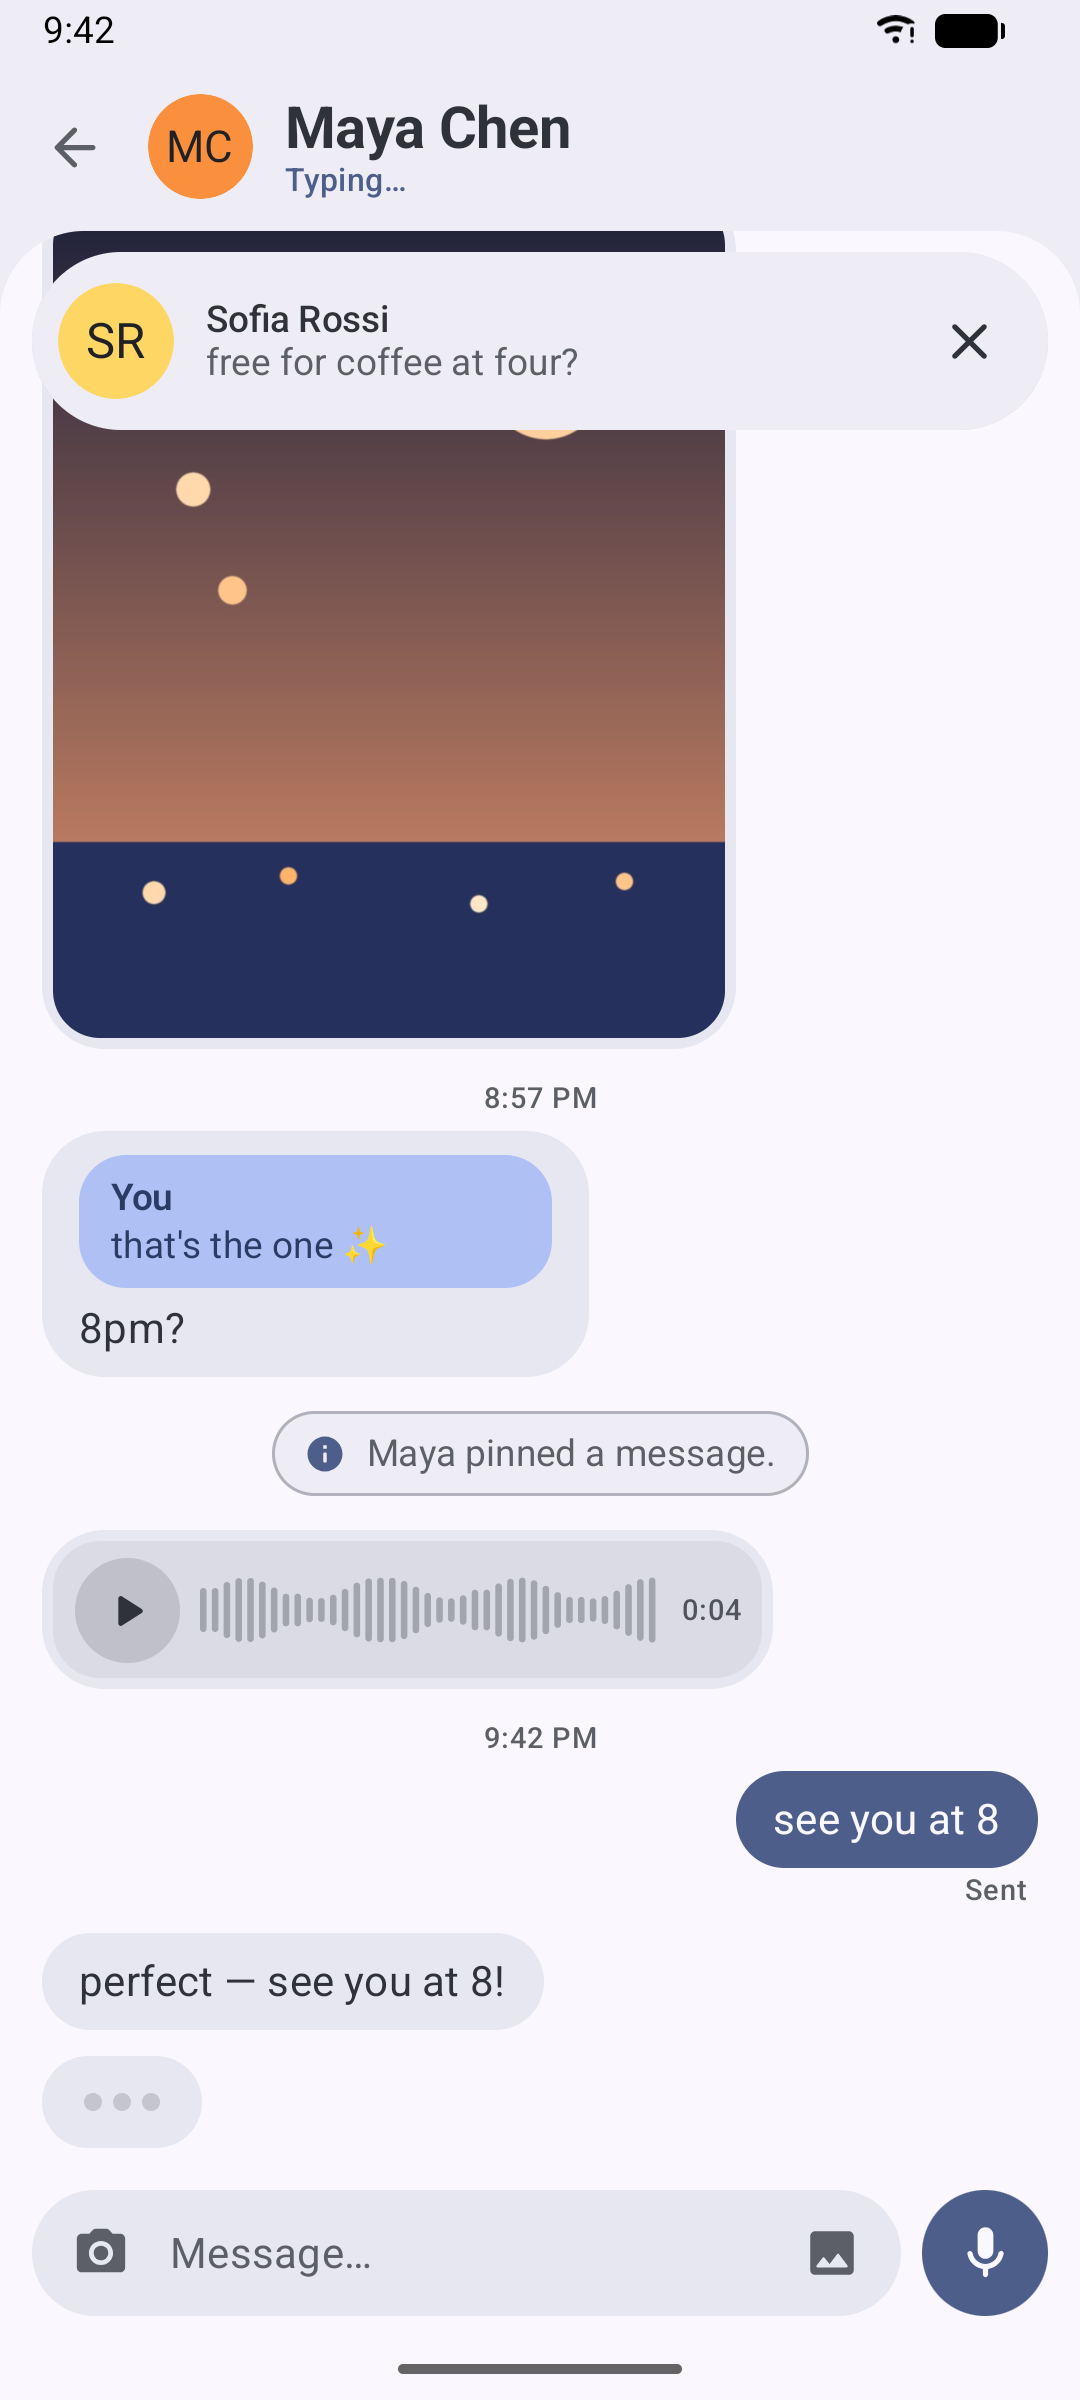 9:42
MC
Maya Chen
Typing…
SR
Sofia Rossi
free for coffee at four?
8:57 PM
You
that's the one ✨
8pm?
Maya pinned a message.
0:04
9:42 PM
see you at 8
Sent
perfect — see you at 8!
Message…